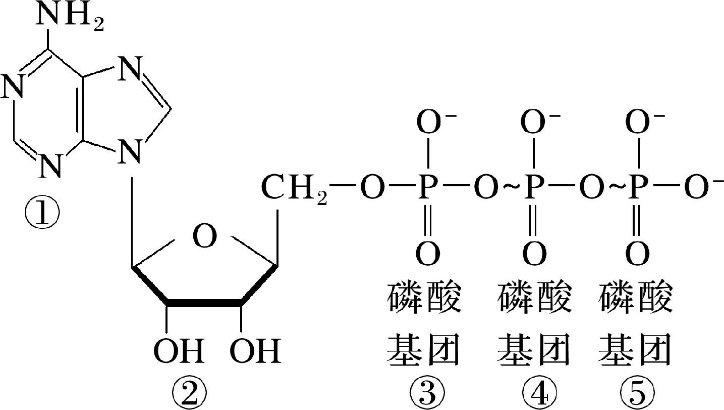 NH₂
N
N
N
N
①
O⁻ O⁻ O⁻
CH₂—O—P—O~P—O~P—O⁻
O
O O O
磷酸 磷酸 磷酸
基团 基团 基团
OH OH
② ③ ④ ⑤